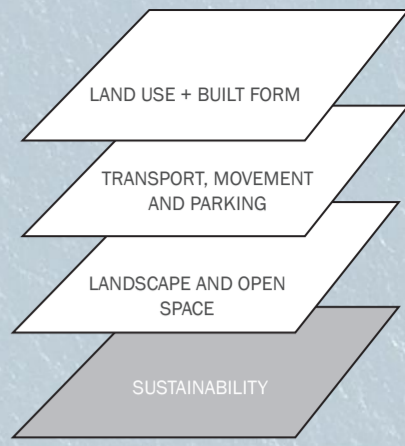 LAND USE + BUILT FORM
TRANSPORT, MOVEMENT
AND PARKING
LANDSCAPE AND OPEN
SPACE
SUSTAINABILITY